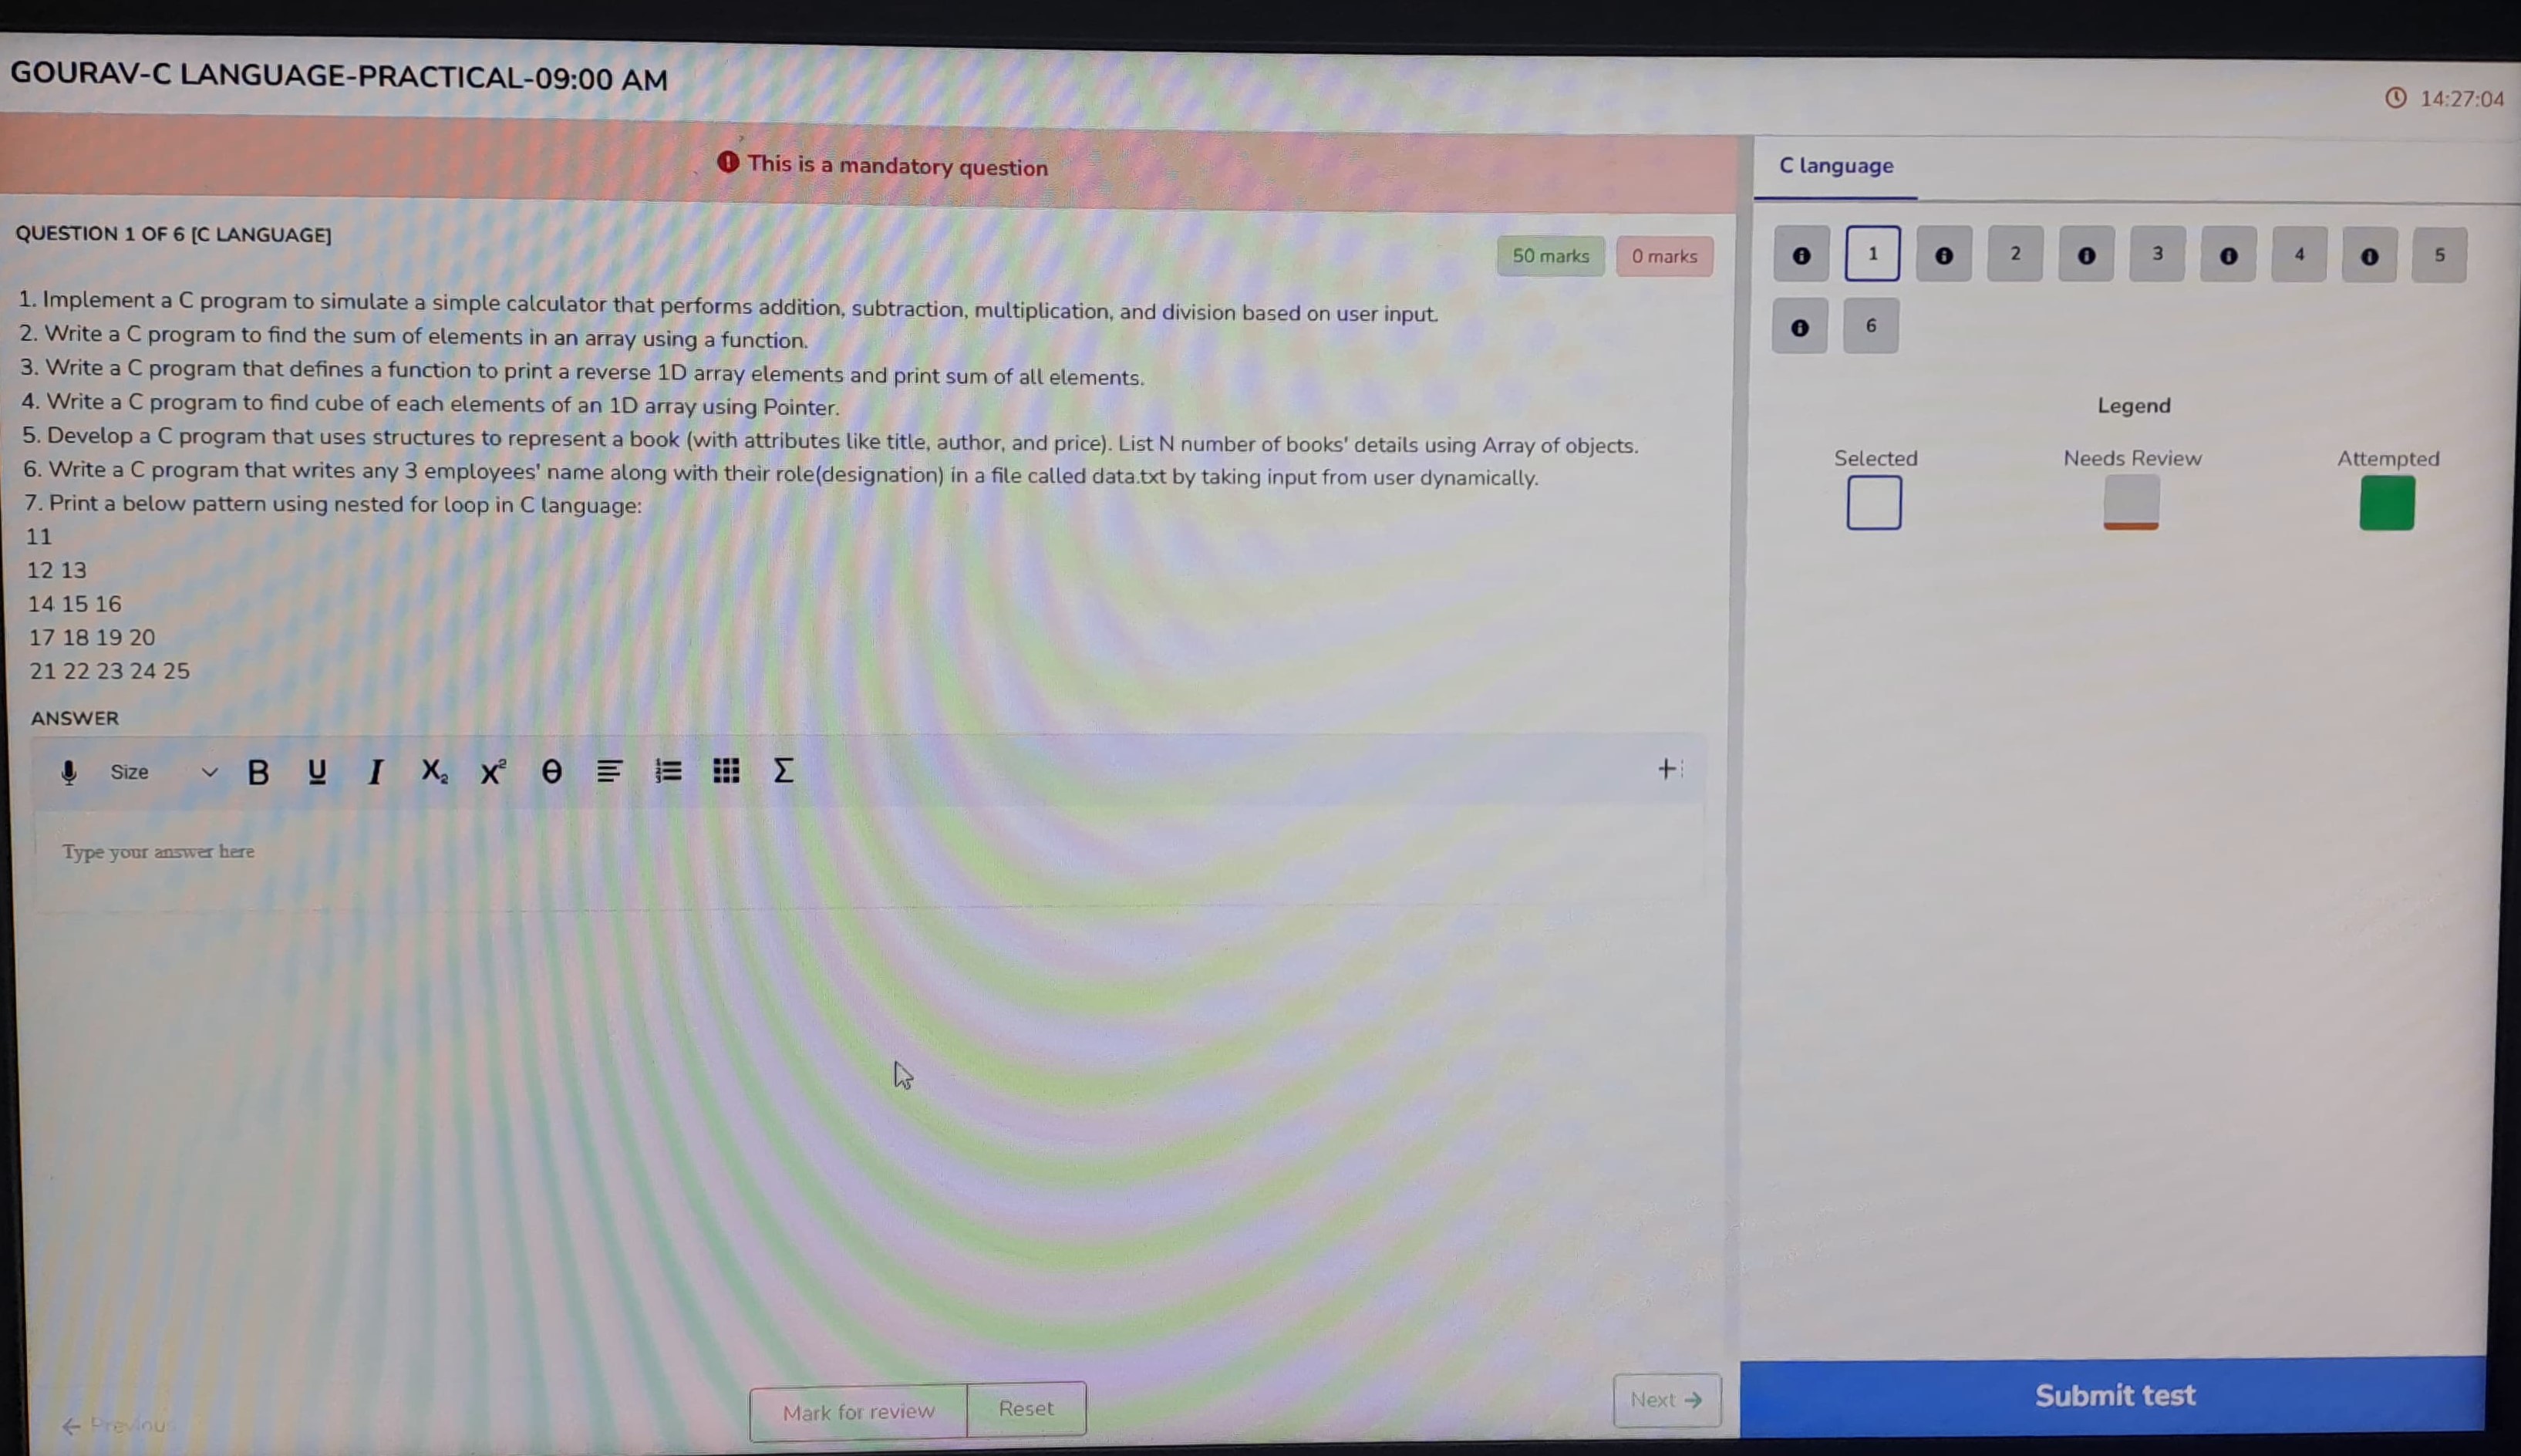 GOURAV-C LANGUAGE-PRACTICAL-09:00 AM
14:27:04
This is a mandatory question
QUESTION 1 OF 6 [C LANGUAGE]
50 marks
0 marks
1. Implement a C program to simulate a simple calculator that performs addition, subtraction, multiplication, and division based on user input.
2. Write a C program to find the sum of elements in an array using a function.
3. Write a C program that defines a function to print a reverse 1D array elements and print sum of all elements.
4. Write a C program to find cube of each elements of an 1D array using Pointer.
5. Develop a C program that uses structures to represent a book (with attributes like title, author, and price). List N number of books' details using Array of objects.
6. Write a C program that writes any 3 employees' name along with their role(designation) in a file called data.txt by taking input from user dynamically.
7. Print a below pattern using nested for loop in C language:
11
12 13
14 15 16
17 18 19 20
21 22 23 24 25
ANSWER
Size B U I X₂ X² Θ Σ
Type your answer here
← Previous
Mark for review
Reset
Next →
C language
1 2 3 4 5
6
Legend
Selected
Needs Review
Attempted
Submit test